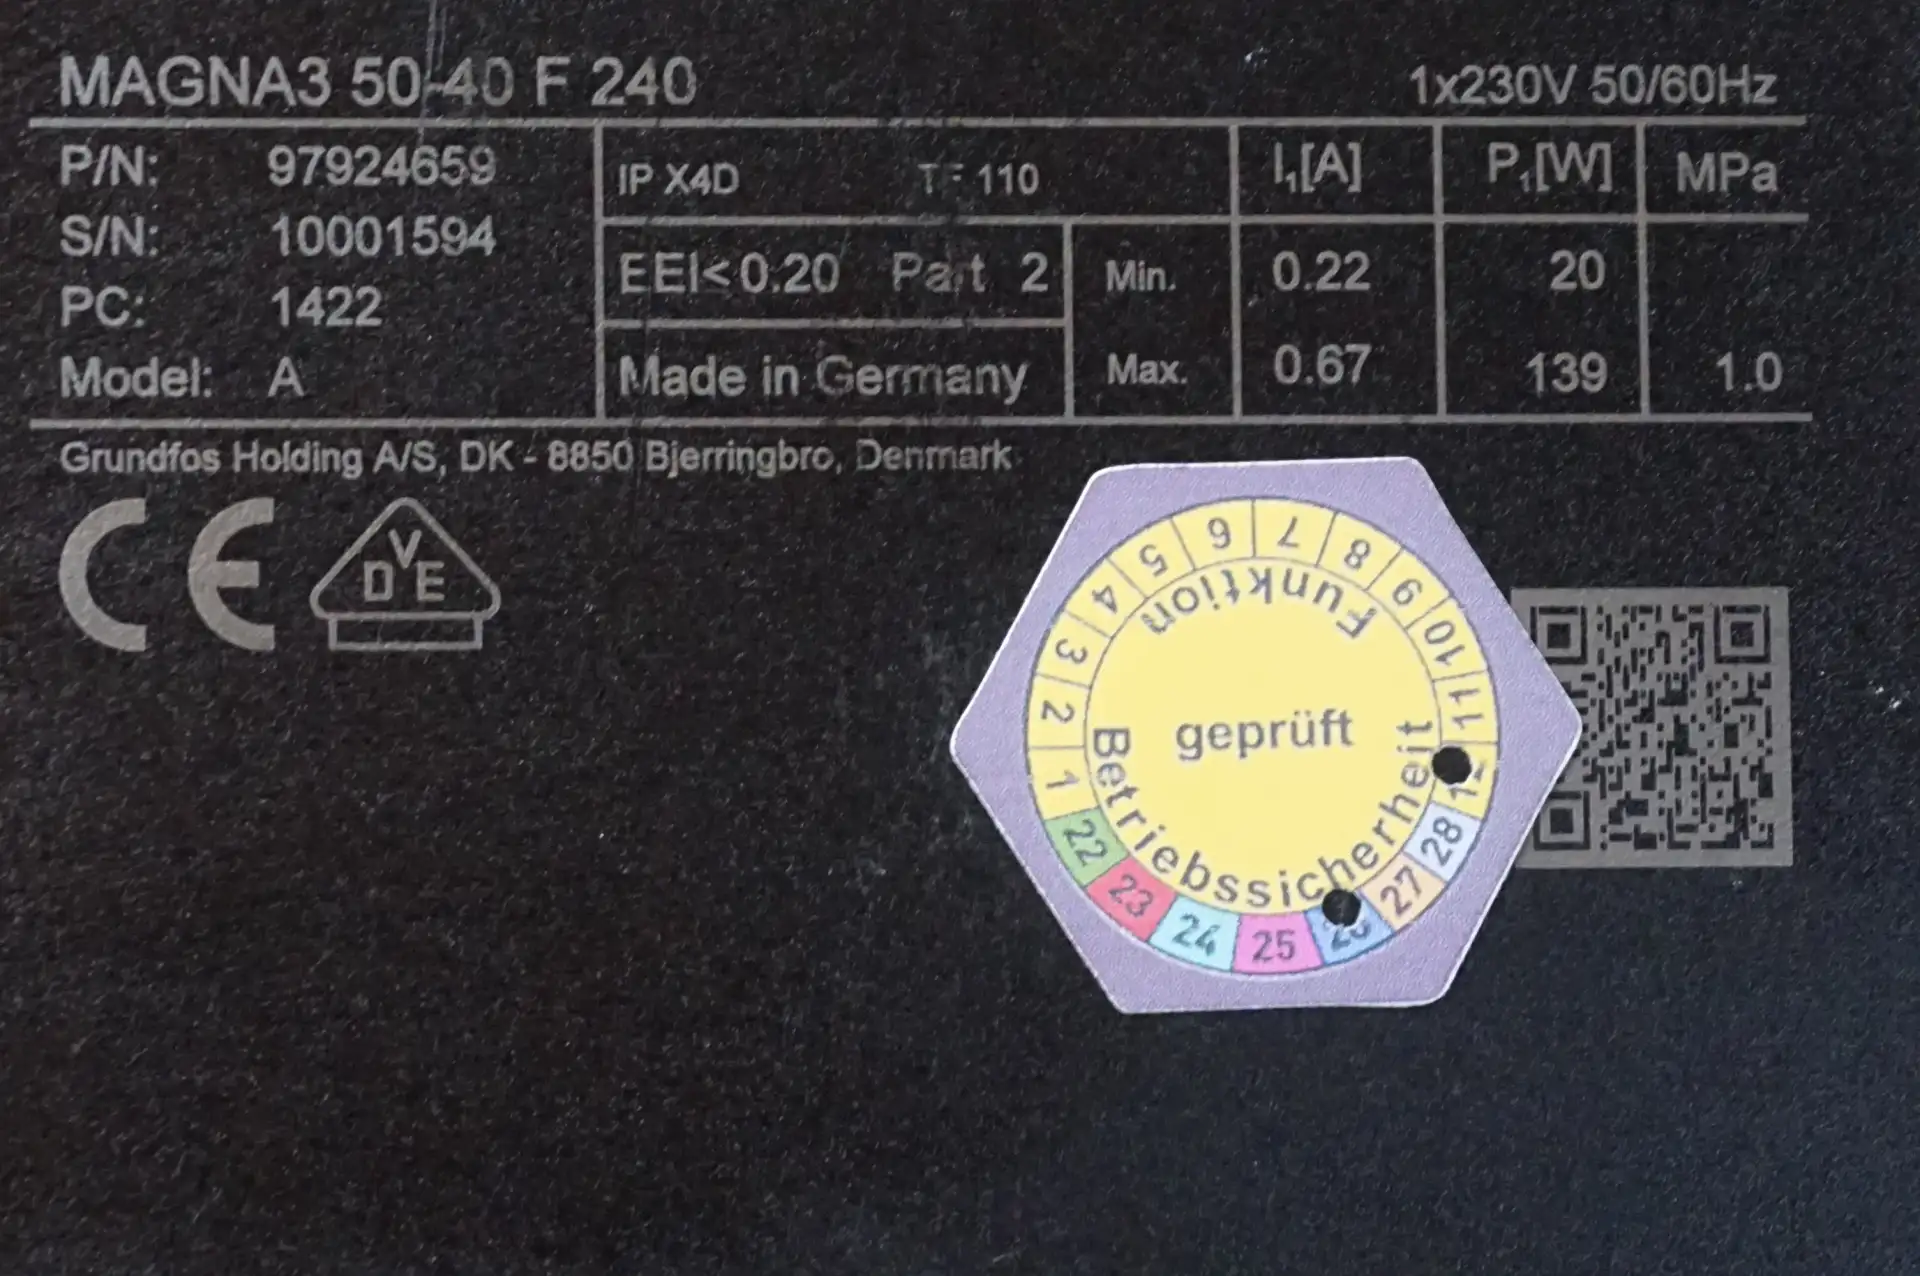 MAGNA3 50-40 F 240
1x230V 50/60Hz
P/N: 97924659
S/N: 10001594
PC: 1422
Model: A
IP X4D TF 110
EEI<0.20 Part 2
Made in Germany
I₁[A] P₁[W] MPa
Min. 0.22 20
Max. 0.67 139 1.0
Grundfos Holding A/S, DK - 8850 Bjerringbro, Denmark
CE
VDE
1 2 3 4 5 6 7 8 9 10 11 12
Funktion
geprüft
Betriebssicherheit
22 23 24 25 26 27 28